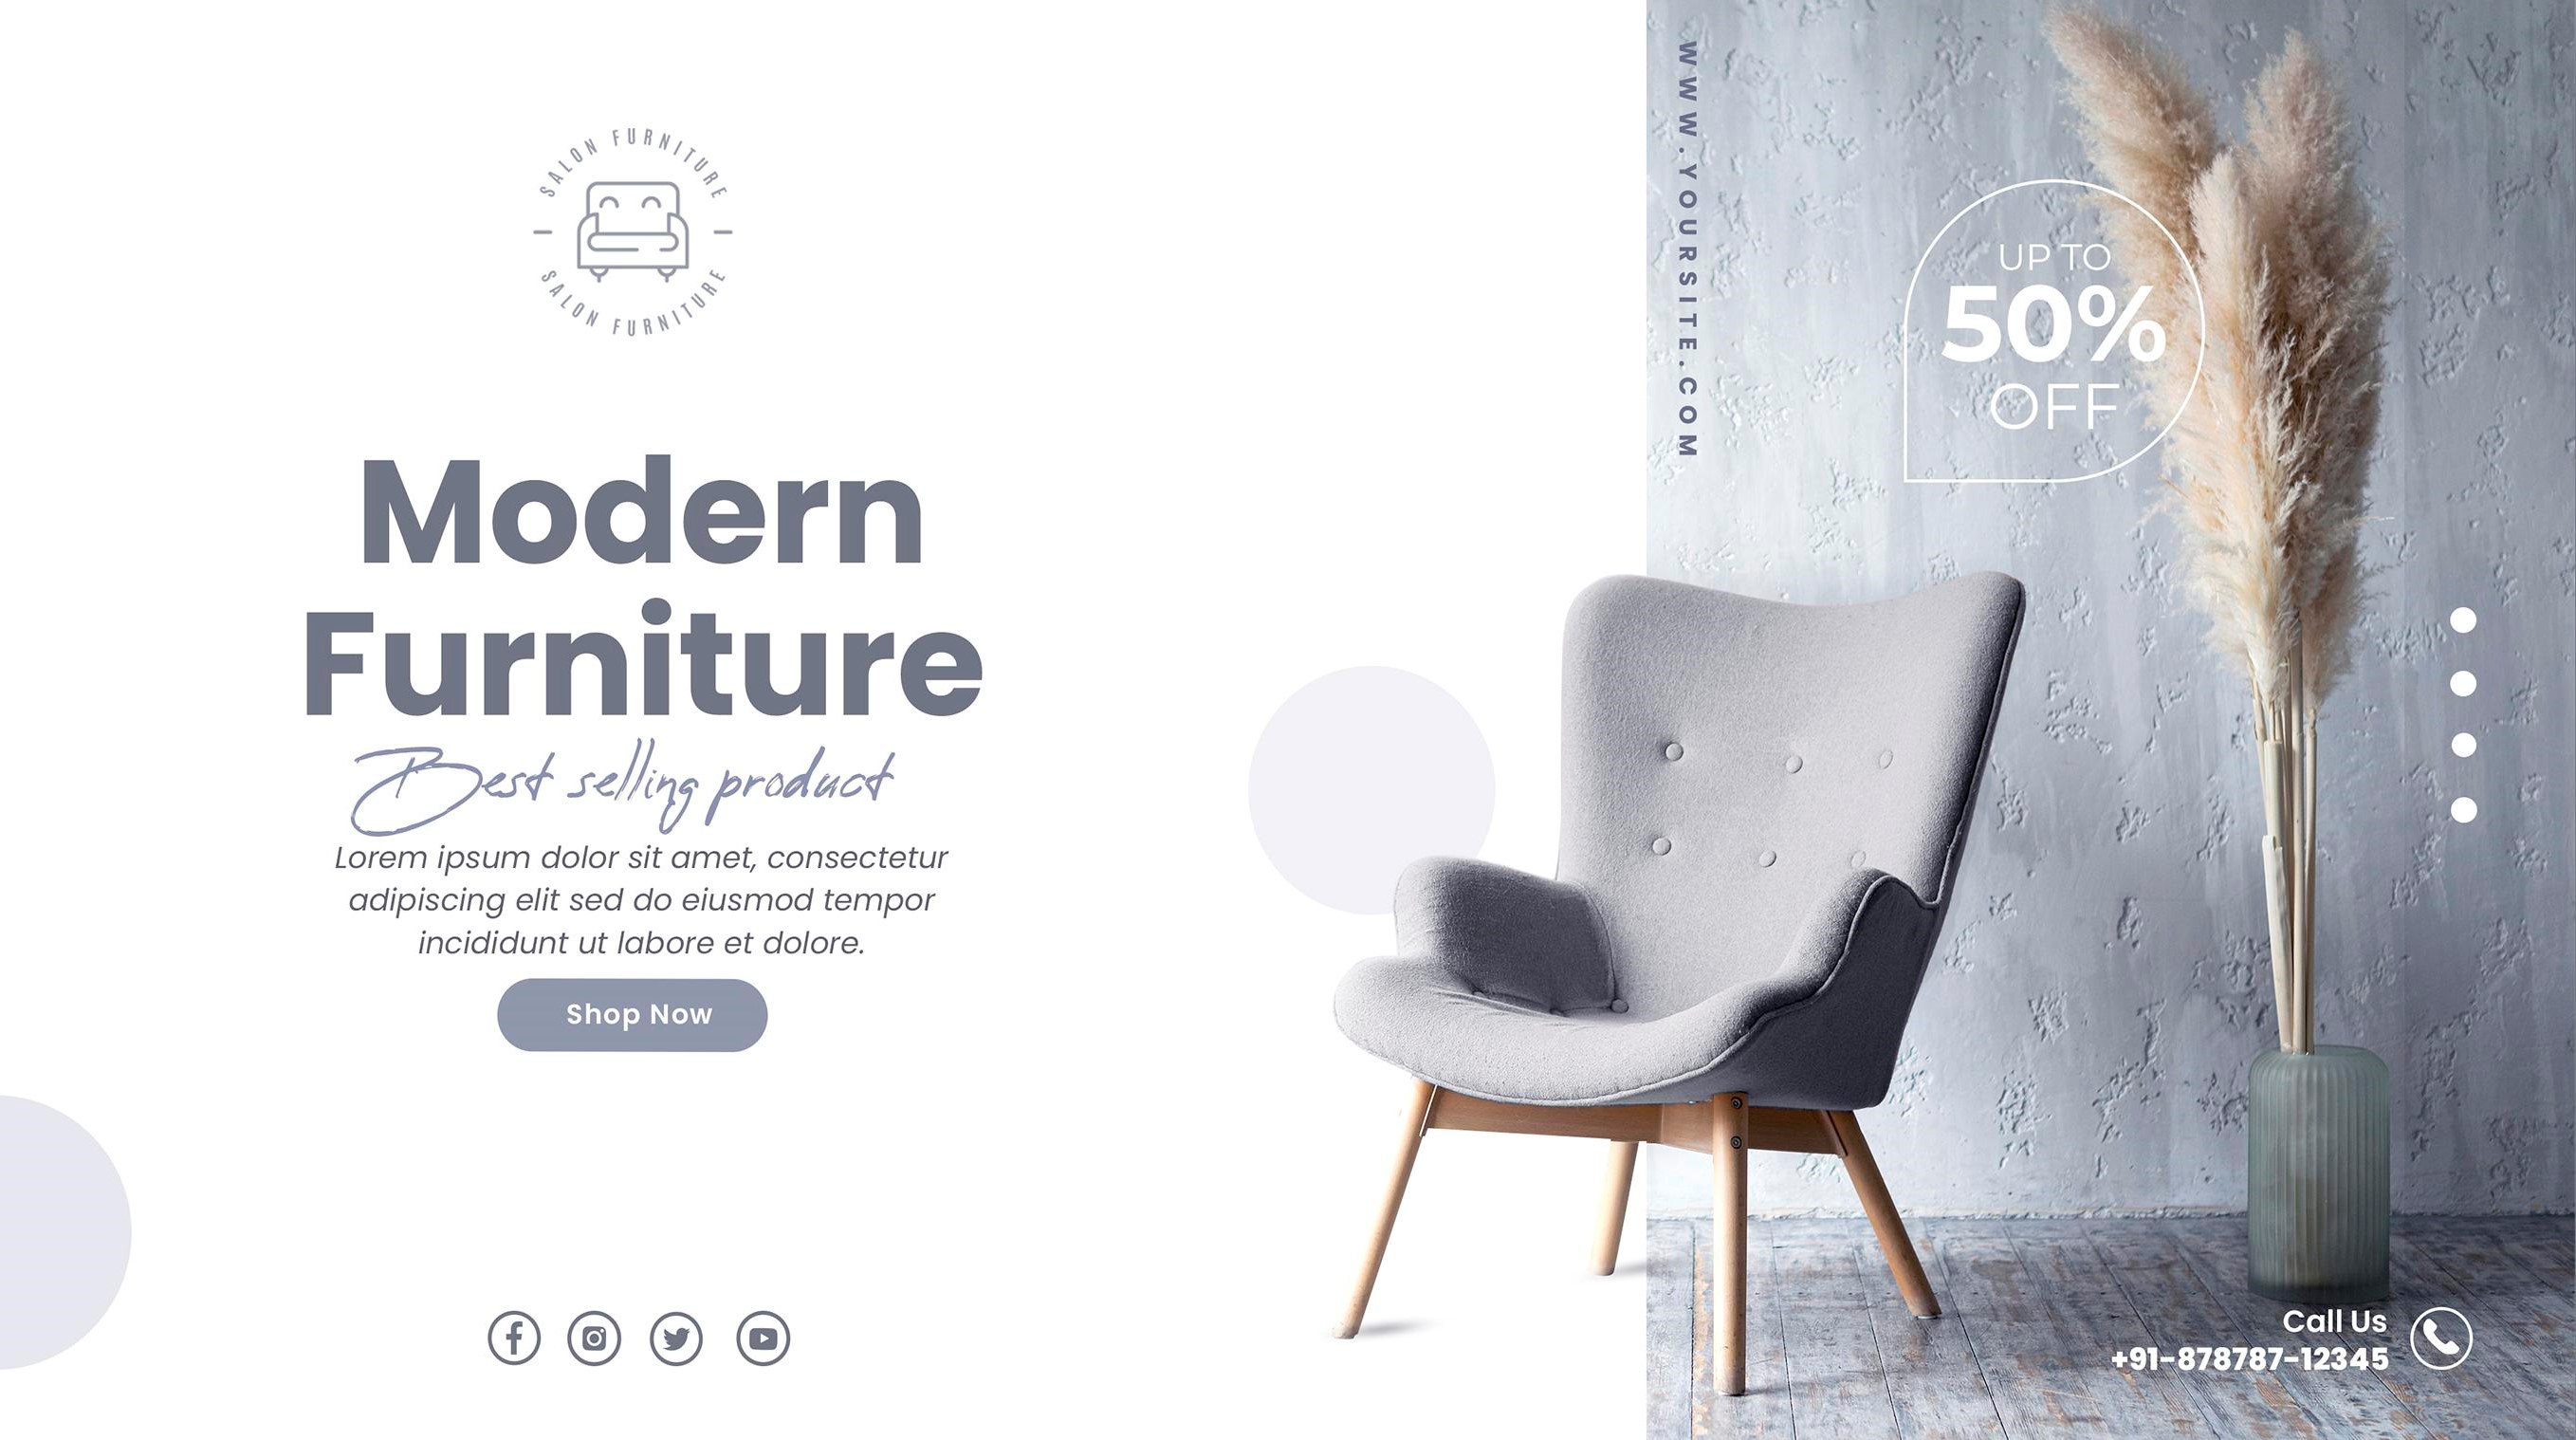 SALON FURNITURE
SALON FURNITURE
Modern
Furniture
Best selling product
Lorem ipsum dolor sit amet, consectetur
adipiscing elit sed do eiusmod tempor
incididunt ut labore et dolore.
Shop Now
WWW.YOURSITE.COM
UP TO
50%
OFF
Call Us
+91-878787-12345